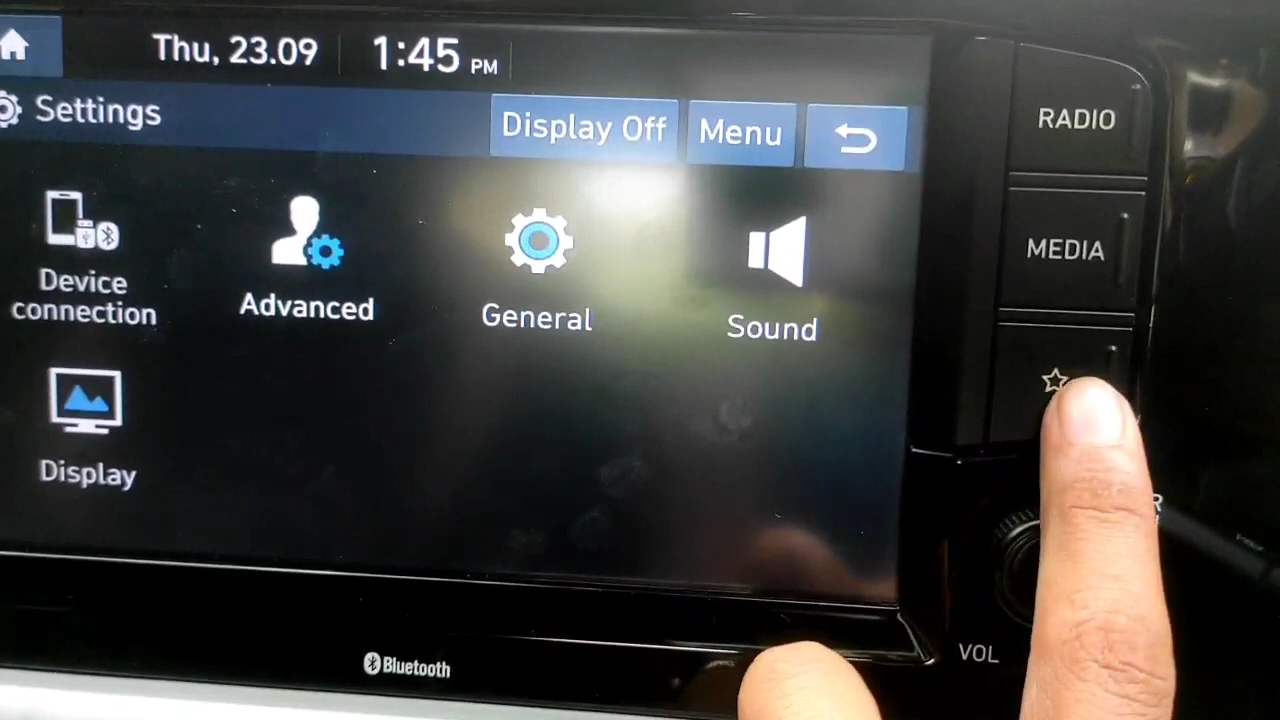 Thu, 23.09
1:45 PM
Settings
Display Off
Menu
Device
connection
Advanced
General
Sound
Display
RADIO
MEDIA
VOL
Bluetooth